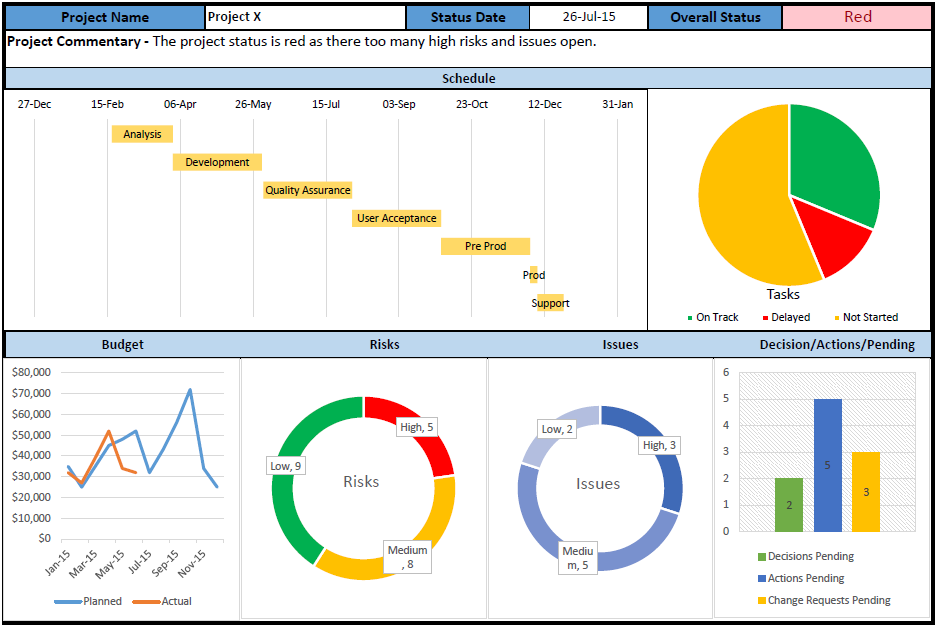 Project Name Project X Status Date 26-Jul-15 Overall Status Red
Project Commentary - The project status is red as there too many high risks and issues open.
Schedule
27-Dec 15-Feb 06-Apr 26-May 15-Jul 03-Sep 23-Oct 12-Dec 31-Jan
Analysis
Development
Quality Assurance
User Acceptance
Pre Prod
Prod
Support
Tasks
On Track Delayed Not Started
Budget Risks Issues Decision/Actions/Pending
$80,000
$70,000
$60,000
$50,000
$40,000
$30,000
$20,000
$10,000
$0
Jan-15 Mar-15 May-15 Jul-15 Sep-15 Nov-15
Planned Actual
High, 5
Low, 9
Risks
Medium
, 8
Low, 2
High, 3
Issues
Mediu
m, 5
6
5
4
3
2
1
0
2 5 3
Decisions Pending
Actions Pending
Change Requests Pending